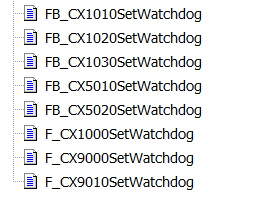 FB_CX1010SetWatchdog
FB_CX1020SetWatchdog
FB_CX1030SetWatchdog
FB_CX5010SetWatchdog
FB_CX5020SetWatchdog
F_CX1000SetWatchdog
F_CX9000SetWatchdog
F_CX9010SetWatchdog